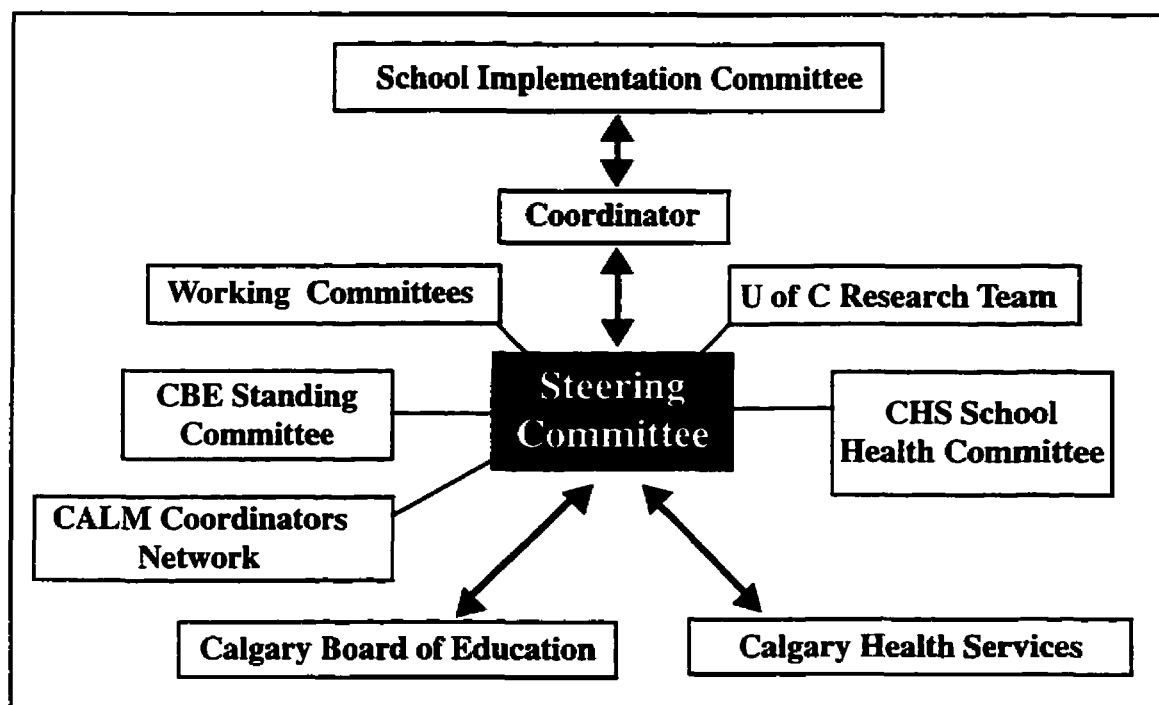 School Implementation Committee
Coordinator
Working Committees
U of C Research Team
CBE Standing
Committee
Steering
Committee
CHS School
Health Committee
CALM Coordinators
Network
Calgary Board of Education
Calgary Health Services